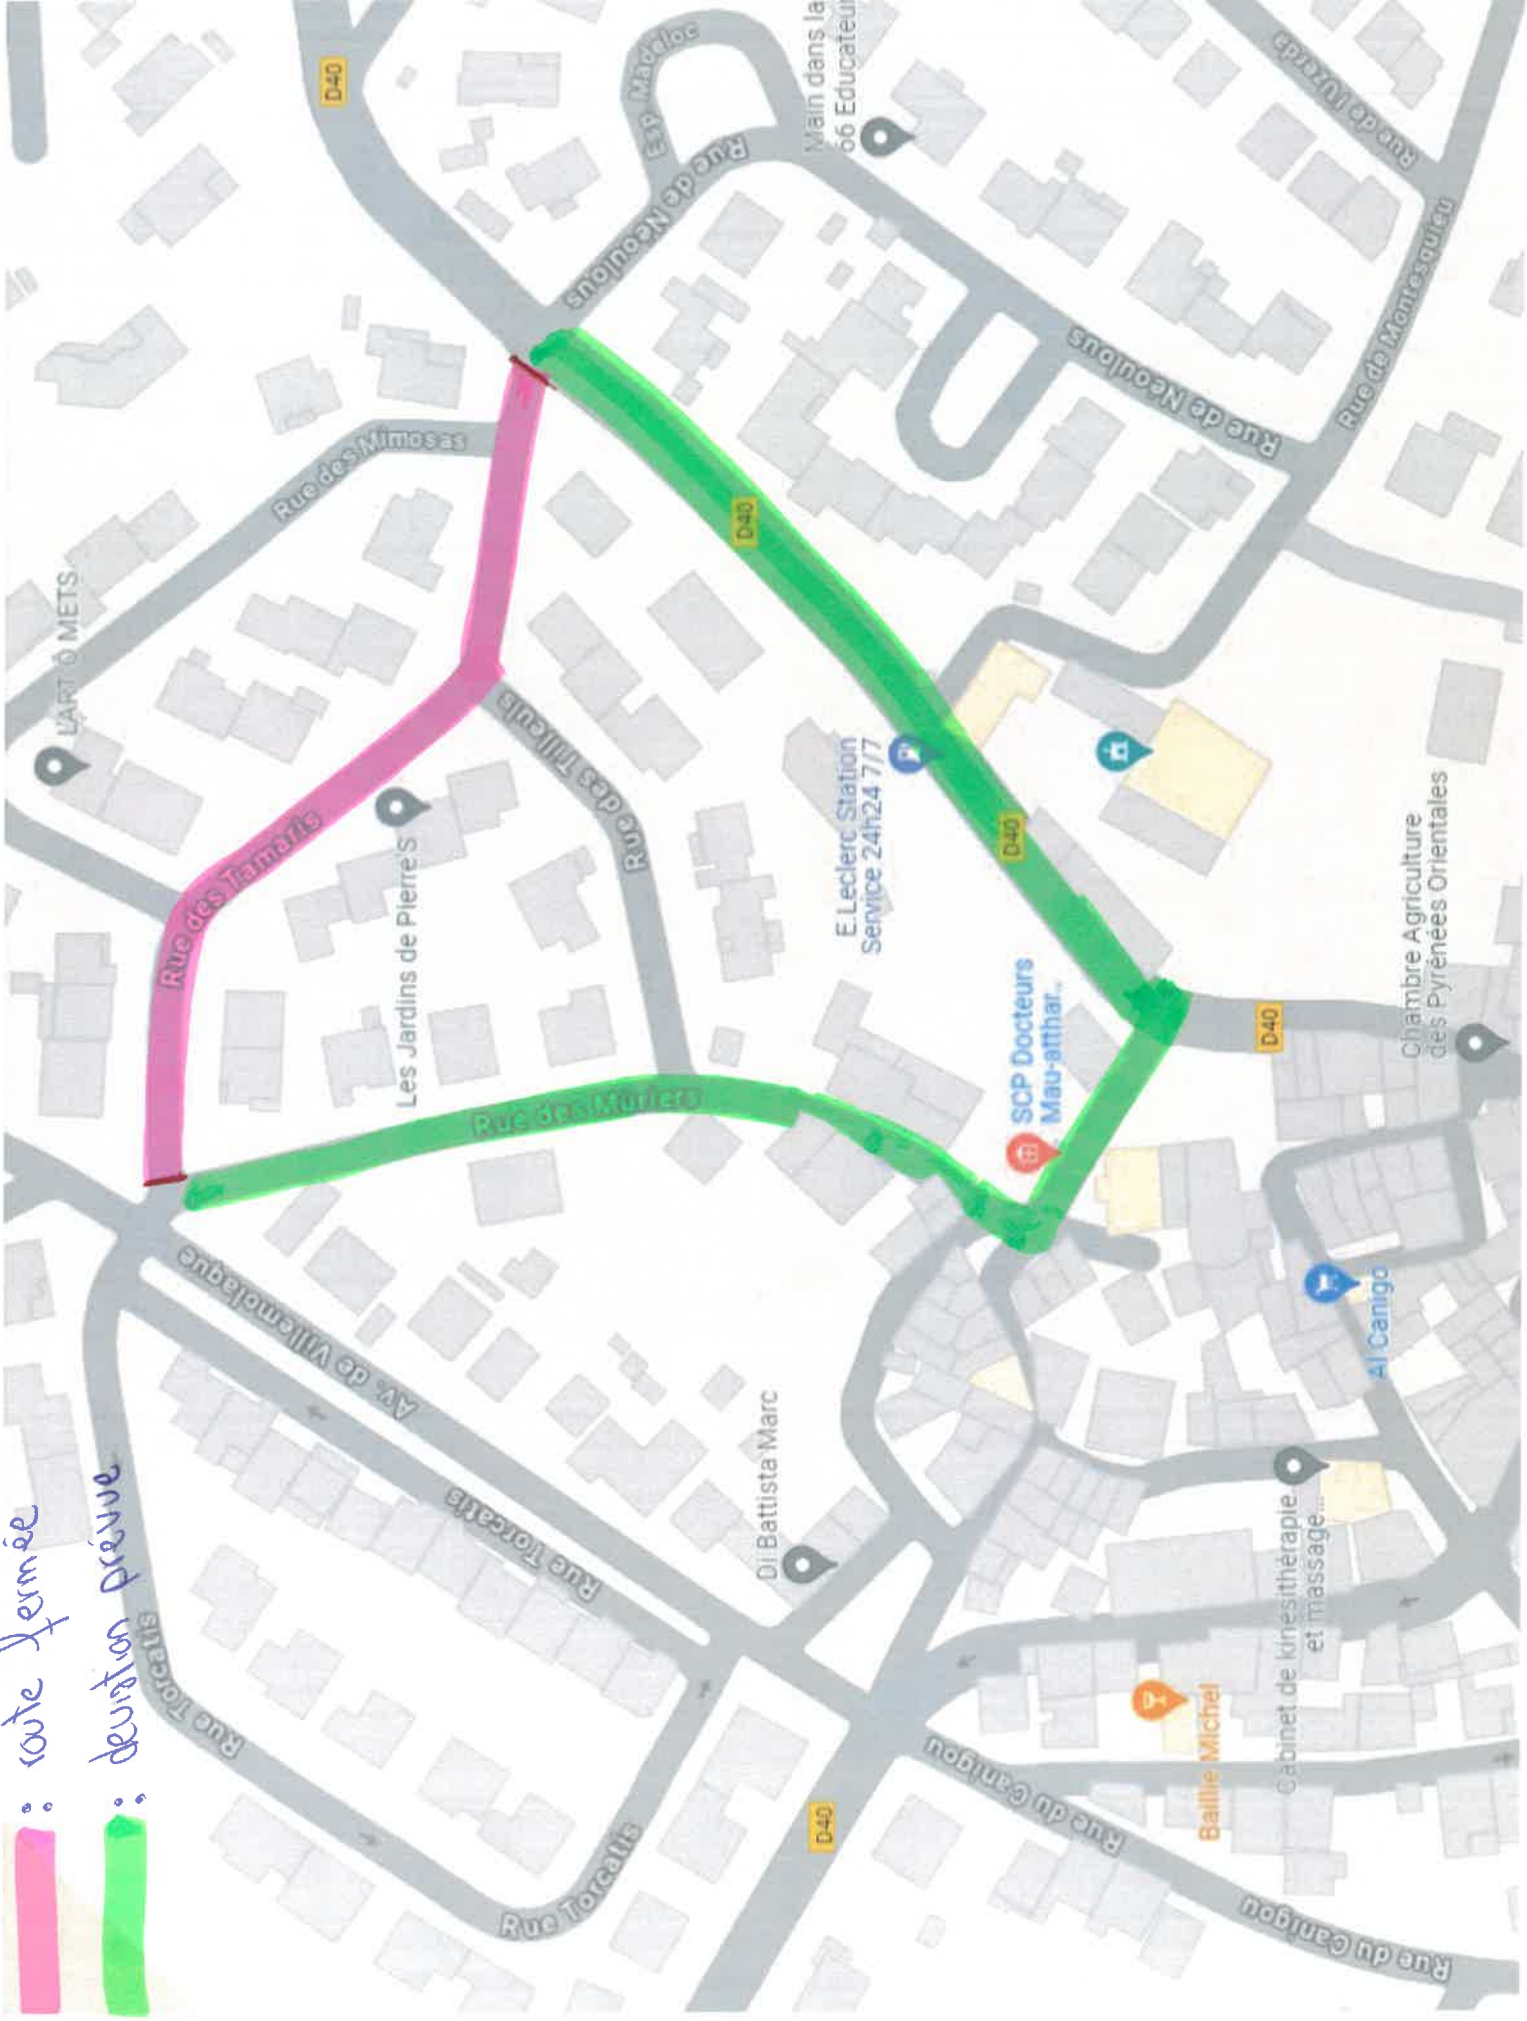 : route fermée
: deviation prévue
D40
Esp. Madeloc
Rue de Néoulous
Main dans la
66 Educateur
Rue de l'Uzerda
Rue de Montesquieu
Rue de Néoulous
Rue des Mimosas
L'ART Ô METS
D40
Rue des Tamaris
Les Jardins de Pierre'S
Rue des Tilleuls
E.Leclerc Station
Service 24h24 7/7
D40
Rue des Mûriers
SCP Docteurs
Mau-atthar...
D40
Chambre Agriculture
des Pyrénées Orientales
Av. de Villemolaque
Rue Torcatis
Rue Torcatis
Rue Torcatis
Di Battista Marc
Al Canigó
Cabinet de kinésithérapie
et massage...
Baillie Michel
D40
Rue du Canigou
Rue du Canigou